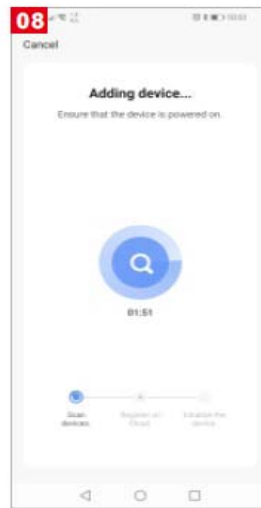 08
Cancel
Adding device...
Ensure that the device is powered on.
01:51
Scan devices
Register on Cloud
Initialize the device